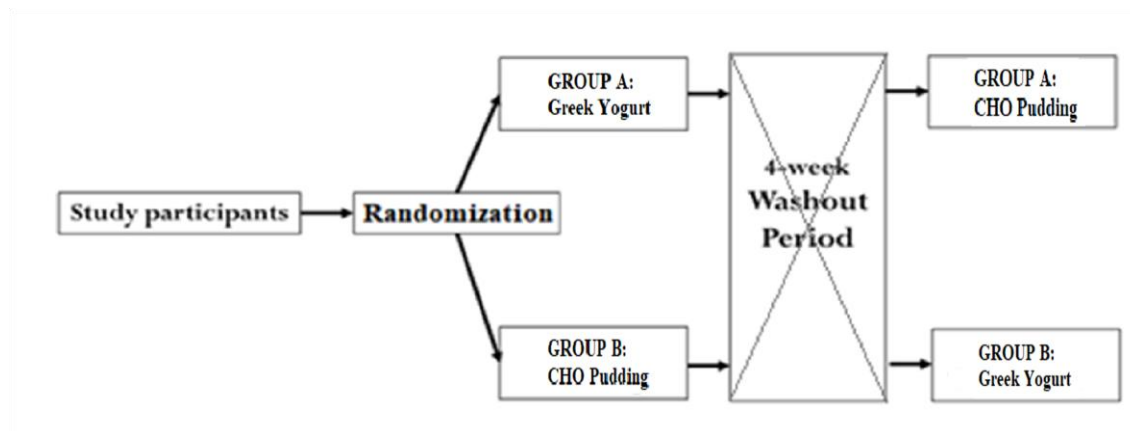 Study participants
Randomization
GROUP A:
Greek Yogurt
GROUP B:
CHO Pudding
4-week
Washout
Period
GROUP A:
CHO Pudding
GROUP B:
Greek Yogurt